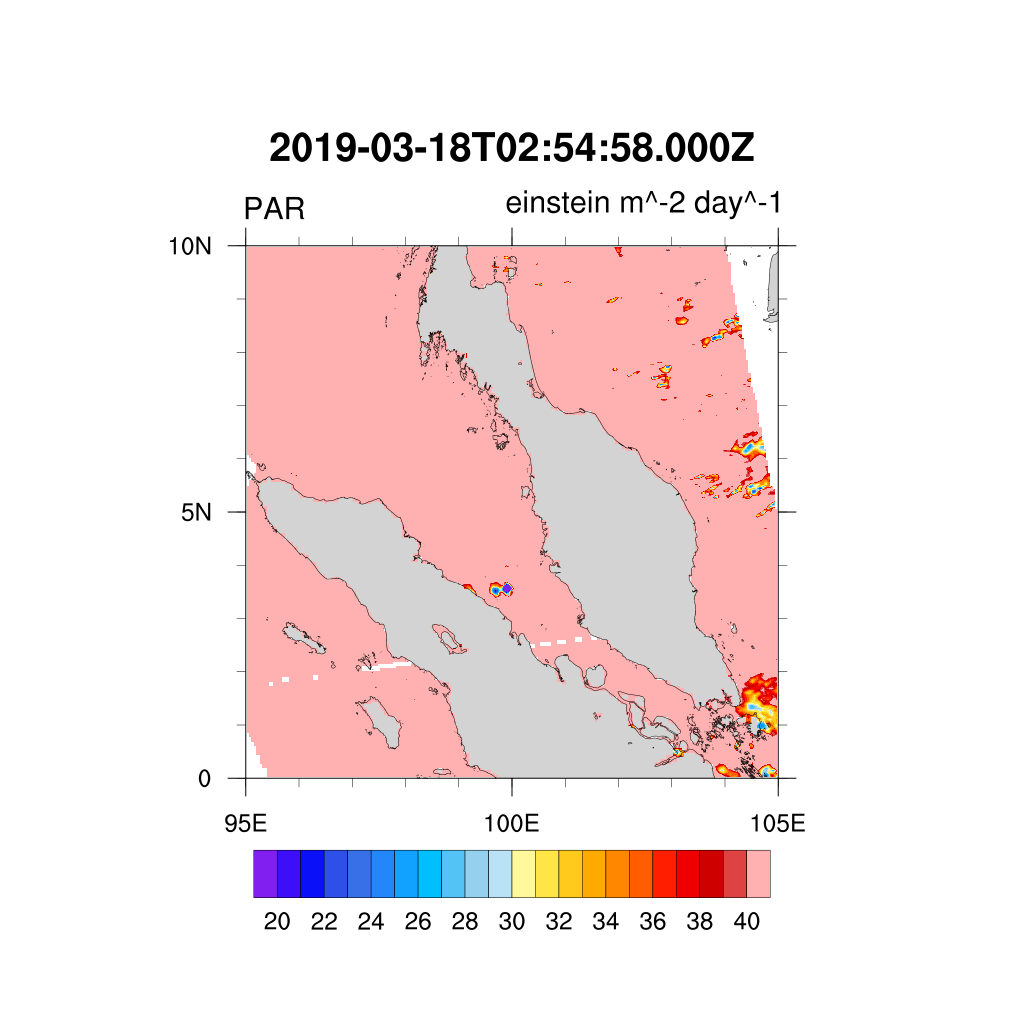 2019-03-18T02:54:58.000Z
PAR einstein m^-2 day^-1
10N
5N
0
95E 100E 105E
20 22 24 26 28 30 32 34 36 38 40